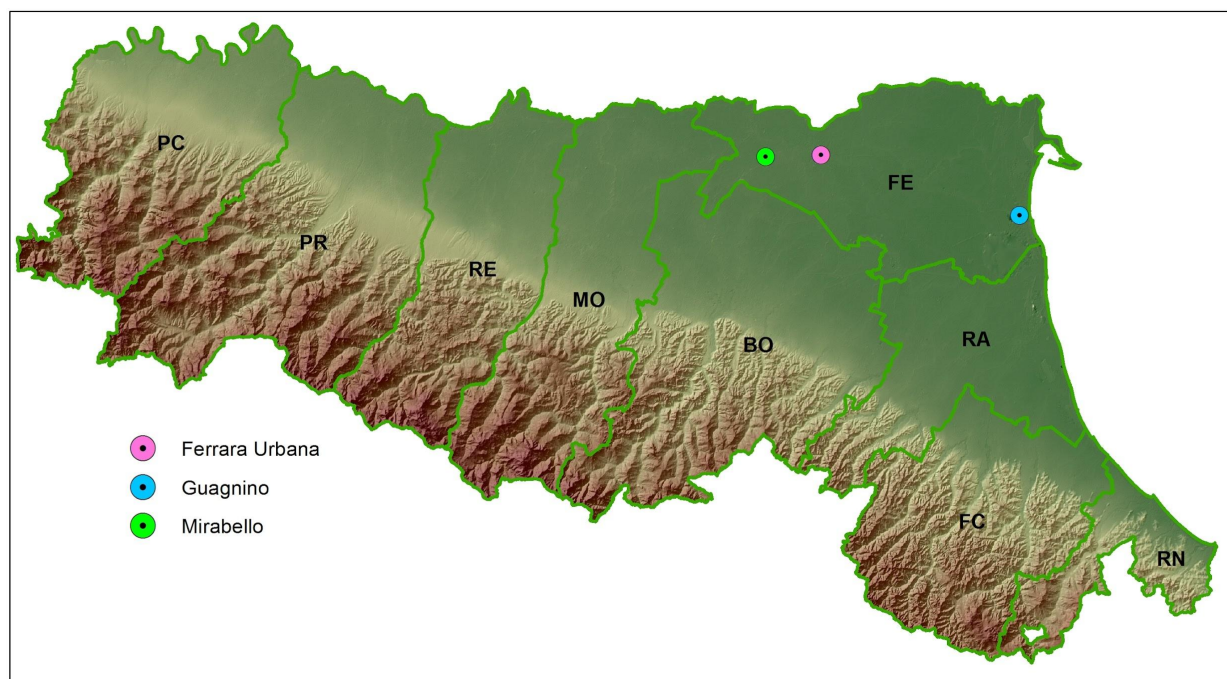 PC
FE
PR
RE
MO
RA
BO
Ferrara Urbana
Guagnino
Mirabello
FC
RN